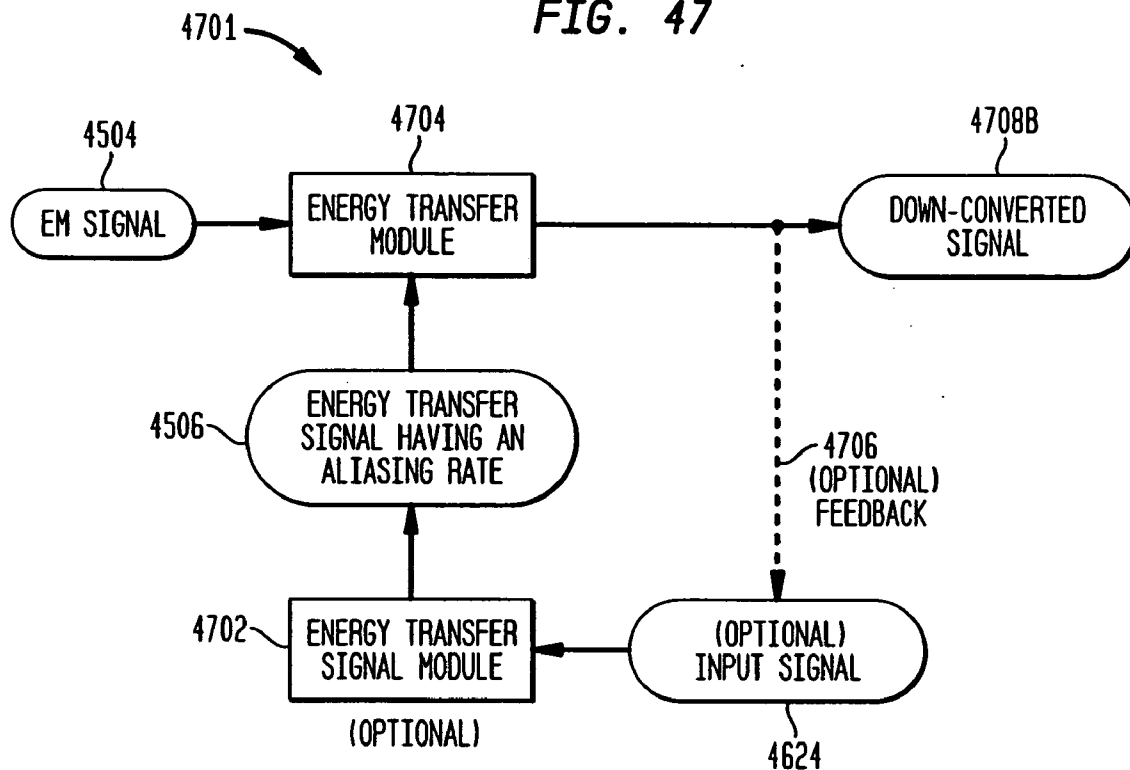 FIG. 47
4701
4504
4704
4708B
EM SIGNAL
ENERGY TRANSFER
MODULE
DOWN-CONVERTED
SIGNAL
4506
ENERGY TRANSFER
SIGNAL HAVING AN
ALIASING RATE
4706
(OPTIONAL)
FEEDBACK
4702
ENERGY TRANSFER
SIGNAL MODULE
(OPTIONAL)
(OPTIONAL)
INPUT SIGNAL
4624